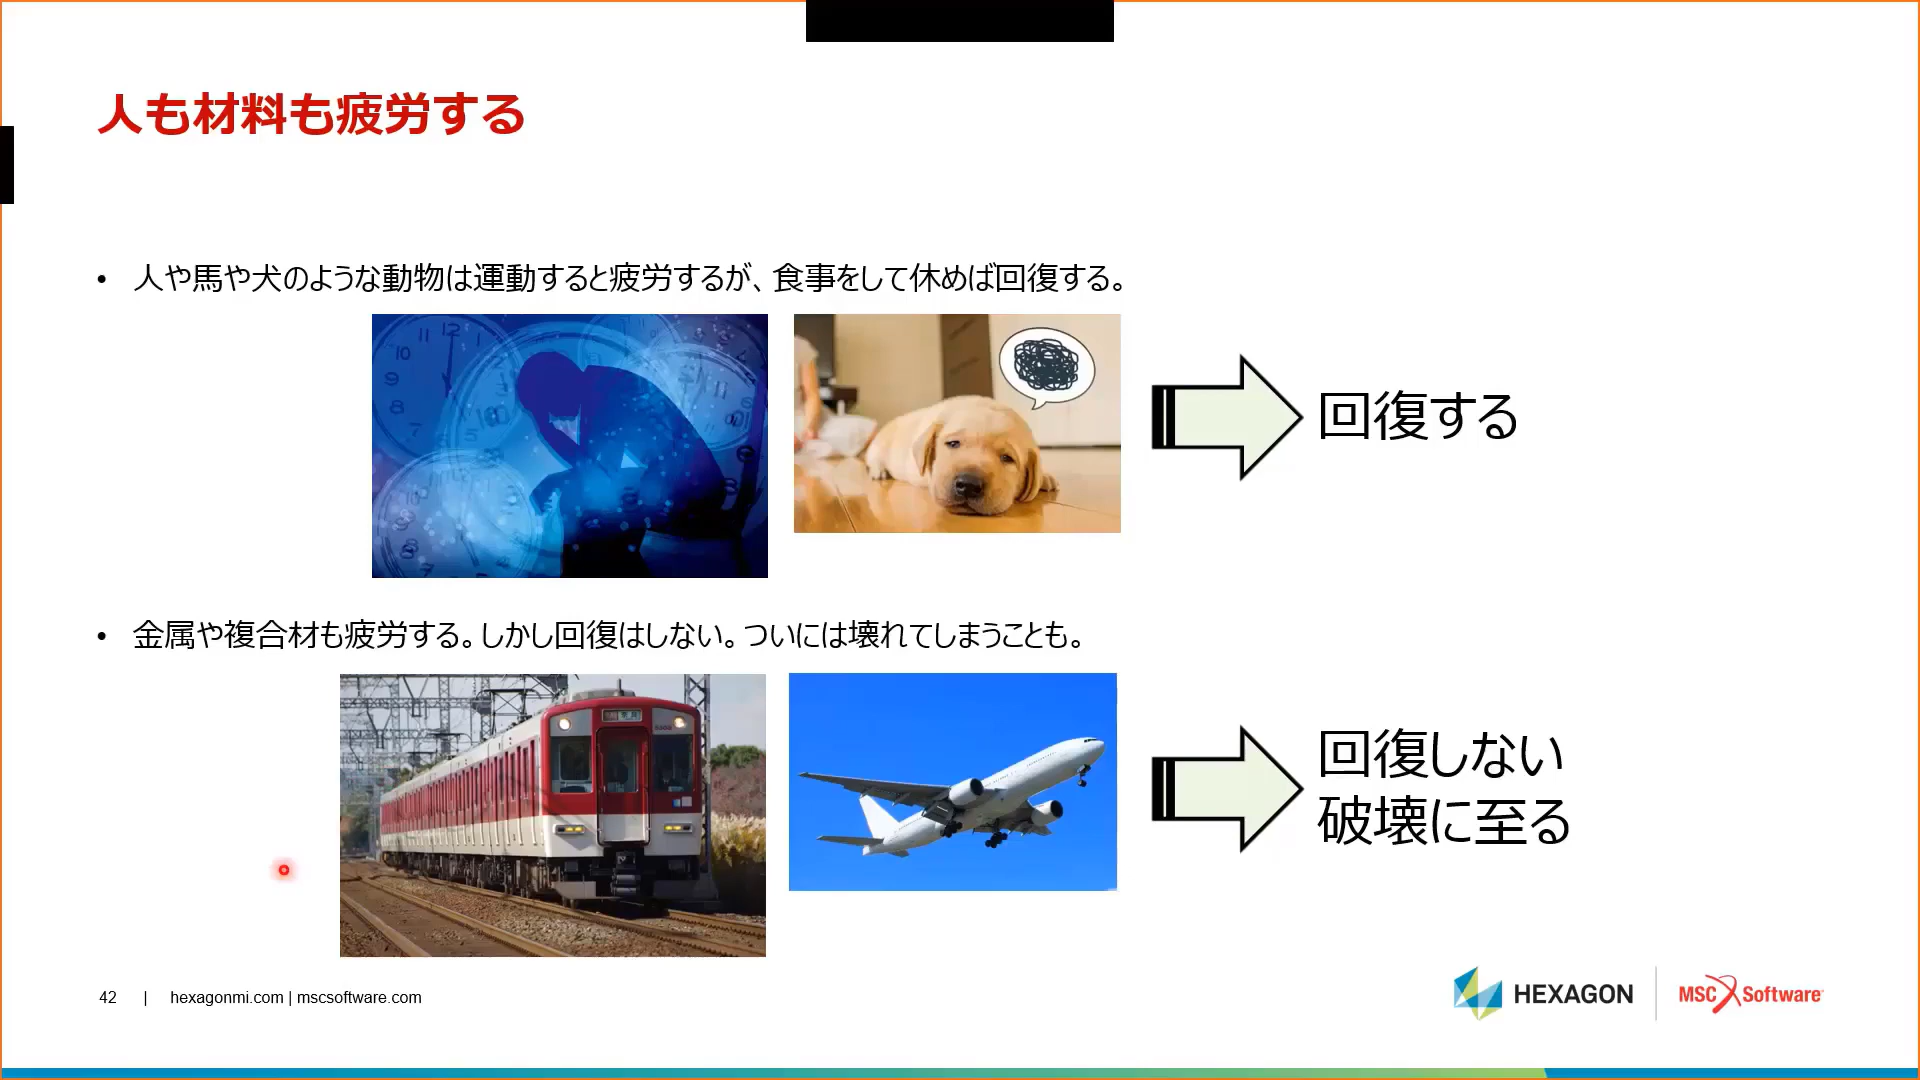 人も材料も疲労する
• 人や馬や犬のような動物は運動すると疲労するが、食事をして休めば回復する。
回復する
• 金属や複合材も疲労する。しかし回復はしない。ついには壊れてしまうことも。
回復しない
破壊に至る
42 | hexagonmi.com | mscsoftware.com
HEXAGON
MSC Software